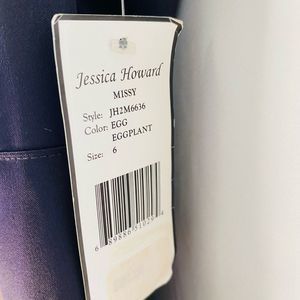 Jessica Howard
MISSY
Style: JH2M6636
Color: EGG
EGGPLANT
Size: 6